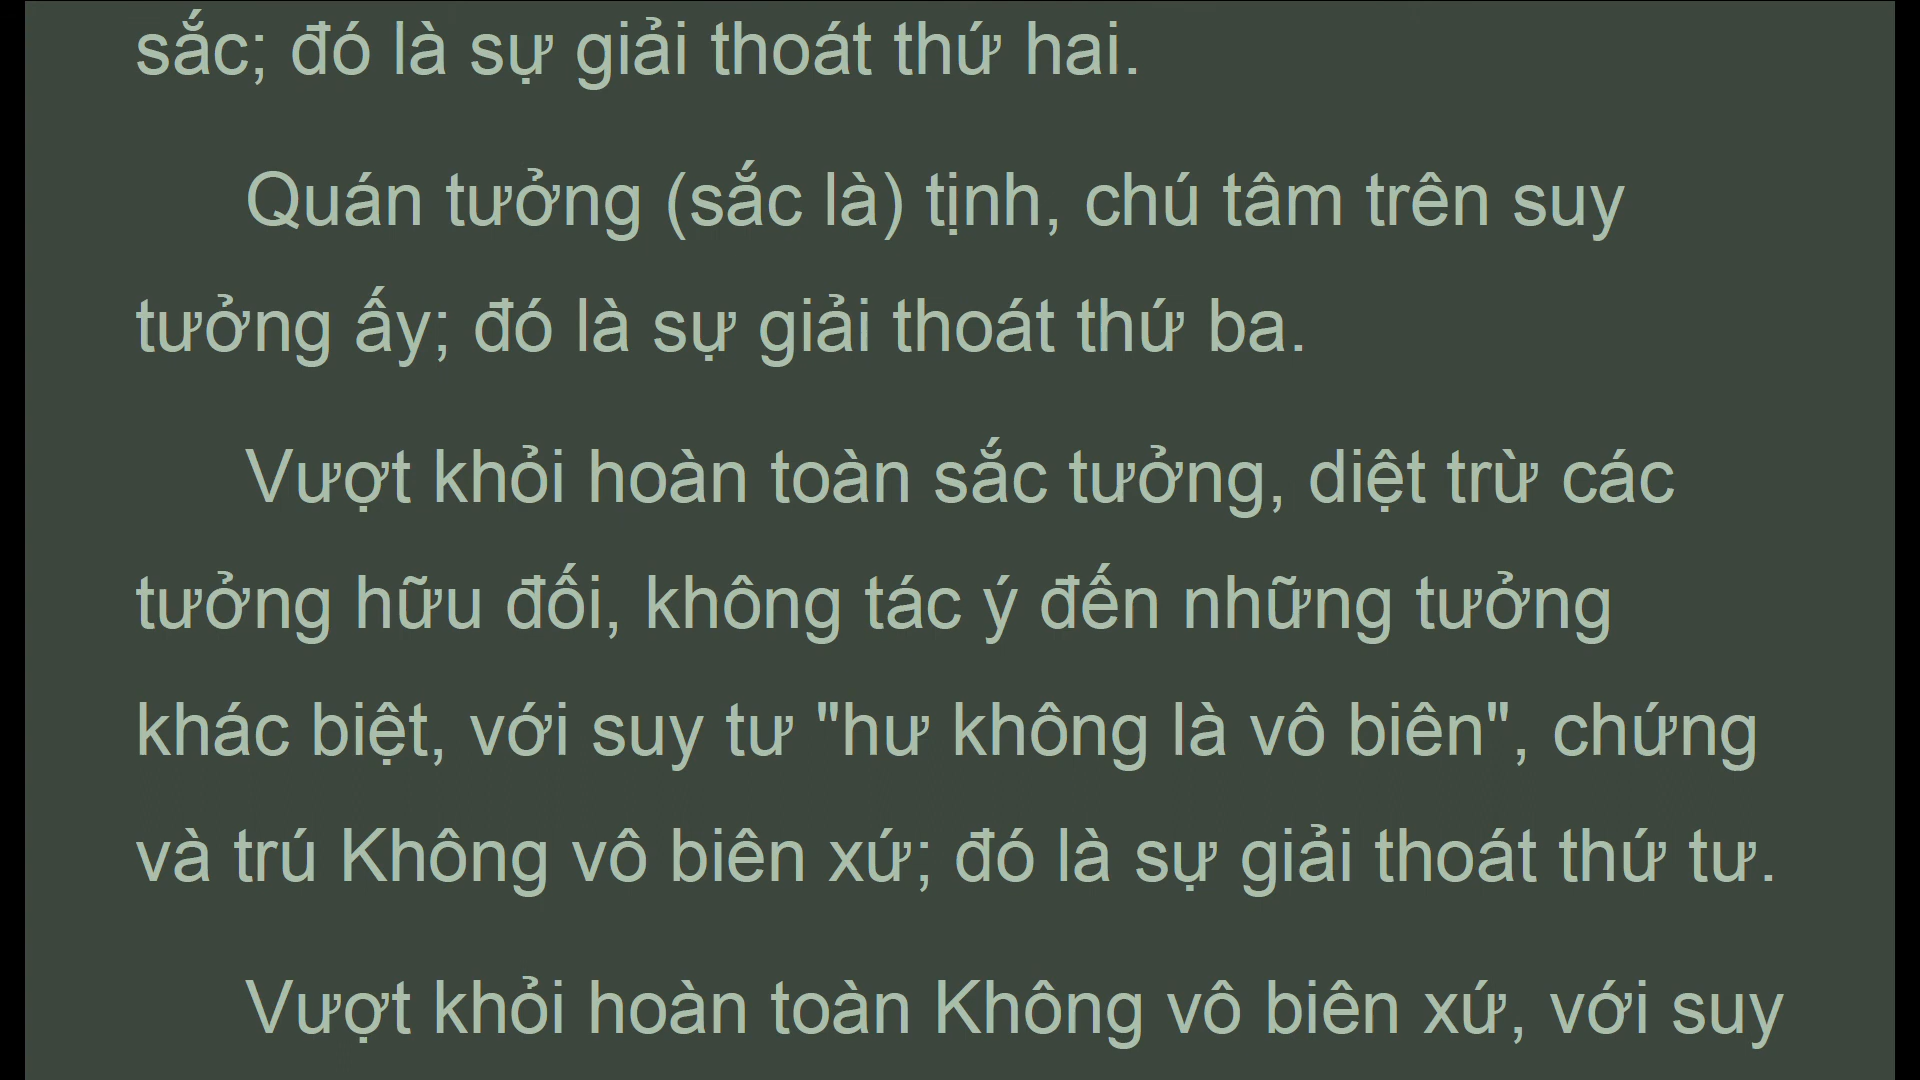 sắc; đó là sự giải thoát thứ hai.
Quán tưởng (sắc là) tịnh, chú tâm trên suy
tưởng ấy; đó là sự giải thoát thứ ba.
Vượt khỏi hoàn toàn sắc tưởng, diệt trừ các
tưởng hữu đối, không tác ý đến những tưởng
khác biệt, với suy tư "hư không là vô biên", chứng
và trú Không vô biên xứ; đó là sự giải thoát thứ tư.
Vượt khỏi hoàn toàn Không vô biên xứ, với suy